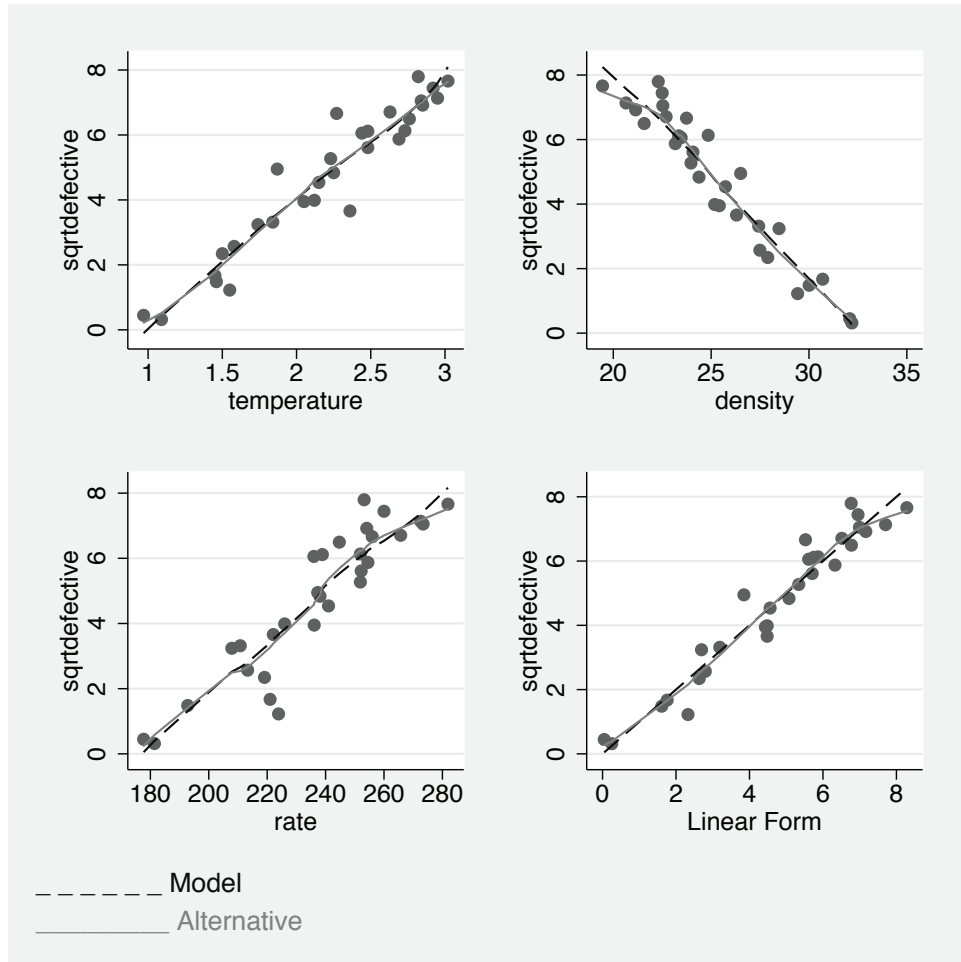 sqrtdefective
0 2 4 6 8
1 1.5 2 2.5 3
temperature
sqrtdefective
0 2 4 6 8
20 25 30 35
density
sqrtdefective
0 2 4 6 8
180 200 220 240 260 280
rate
sqrtdefective
0 2 4 6 8
0 2 4 6 8
Linear Form
Model
Alternative